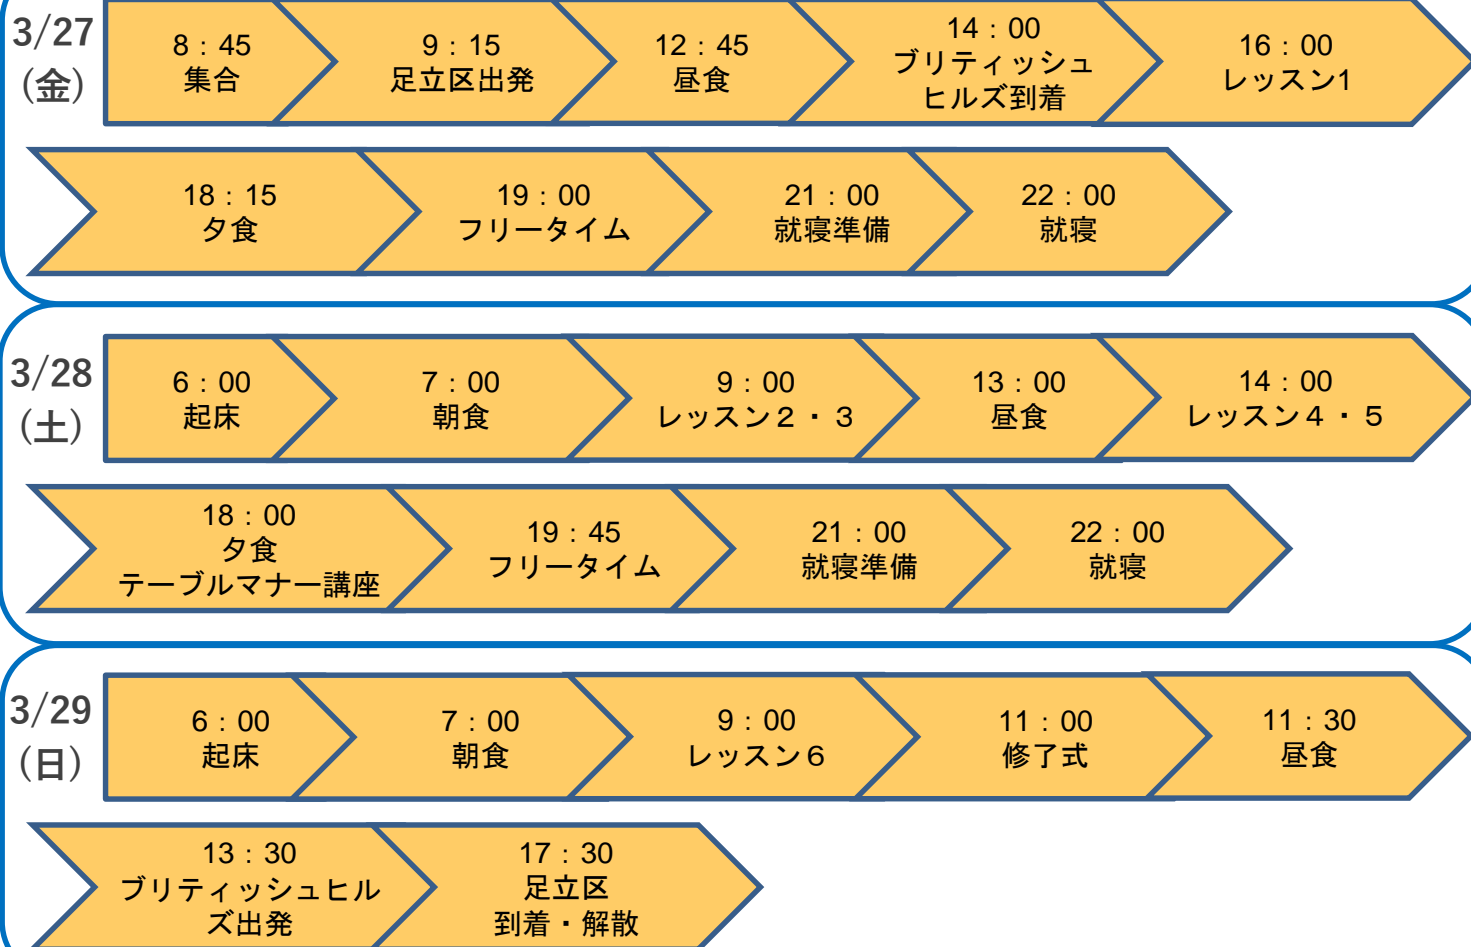 3/27
(金)
8：45
集合
9：15
足立区出発
12：45
昼食
14：00
ブリティッシュ
ヒルズ到着
16：00
レッスン1
18：15
夕食
19：00
フリータイム
21：00
就寝準備
22：00
就寝
3/28
(土)
6：00
起床
7：00
朝食
9：00
レッスン２・３
13：00
昼食
14：00
レッスン４・５
18：00
夕食
テーブルマナー講座
19：45
フリータイム
21：00
就寝準備
22：00
就寝
3/29
(日)
6：00
起床
7：00
朝食
9：00
レッスン６
11：00
修了式
11：30
昼食
13：30
ブリティッシュヒル
ズ出発
17：30
足立区
到着・解散